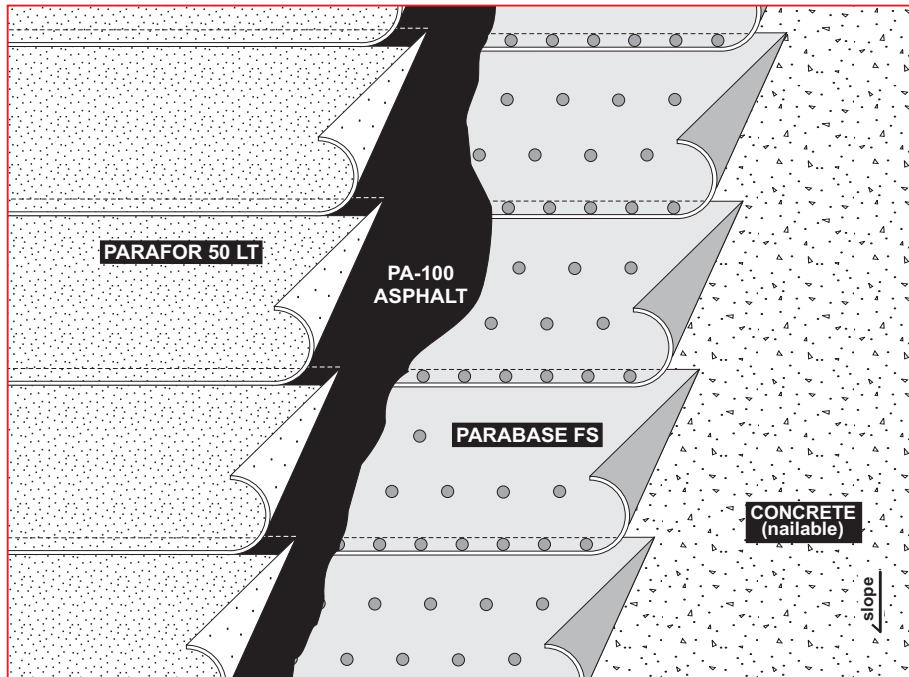 PARAFOR 50 LT
PA-100
ASPHALT
PARABASE FS
CONCRETE
(nailable)
slope